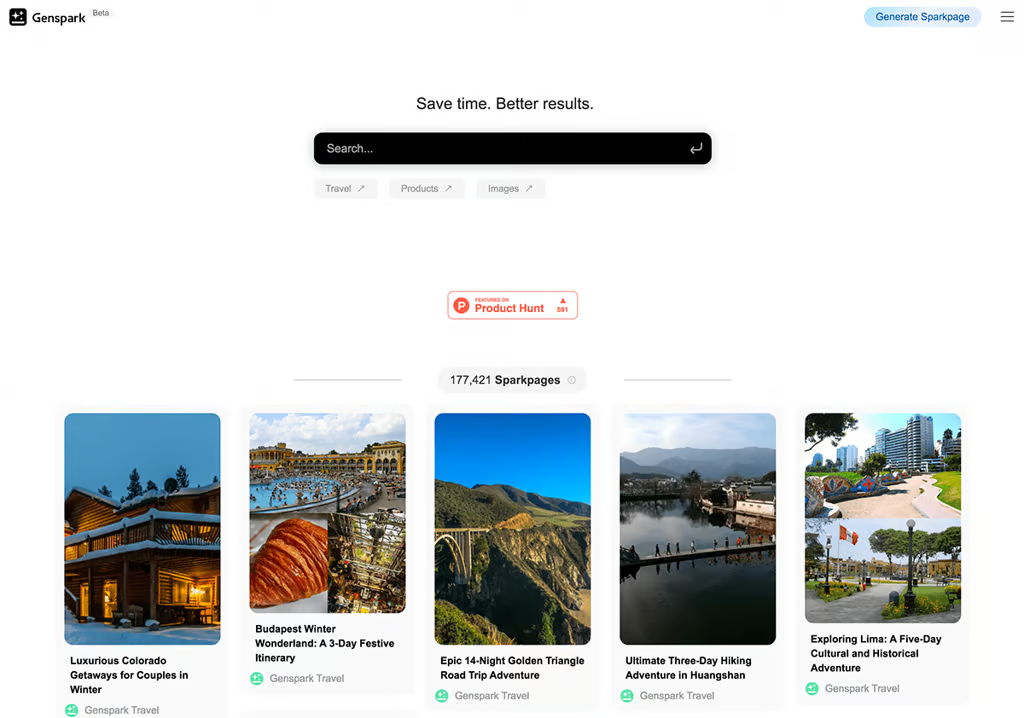 Genspark Beta
Generate Sparkpage
Save time. Better results.
Search...
Travel
Products
Images
FEATURED ON
Product Hunt
591
177,421 Sparkpages
Luxurious Colorado
Getaways for Couples in
Winter
Genspark Travel
Budapest Winter
Wonderland: A 3-Day Festive
Itinerary
Genspark Travel
Epic 14-Night Golden Triangle
Road Trip Adventure
Genspark Travel
Ultimate Three-Day Hiking
Adventure in Huangshan
Genspark Travel
Exploring Lima: A Five-Day
Cultural and Historical
Adventure
Genspark Travel